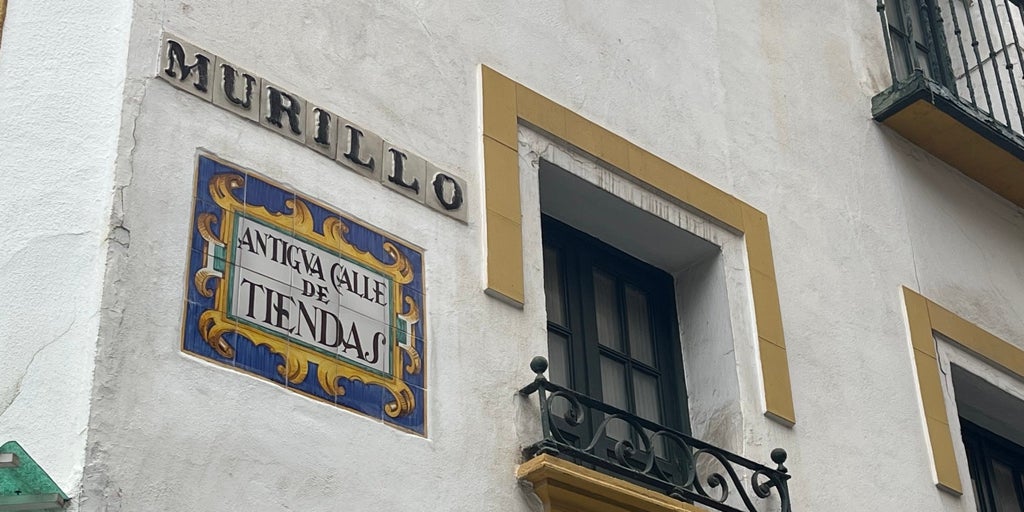 MURILLO
ANTIGVA CALLE
DE
TIENDAS